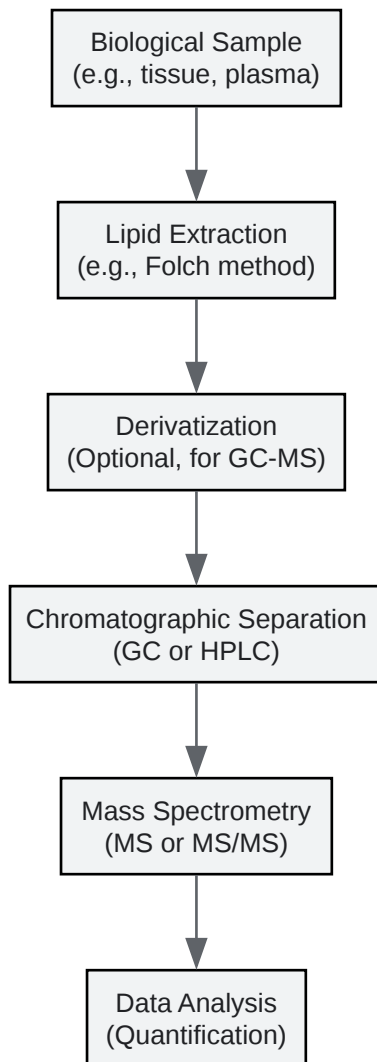 Biological Sample
(e.g., tissue, plasma)
Lipid Extraction
(e.g., Folch method)
Derivatization
(Optional, for GC-MS)
Chromatographic Separation
(GC or HPLC)
Mass Spectrometry
(MS or MS/MS)
Data Analysis
(Quantification)